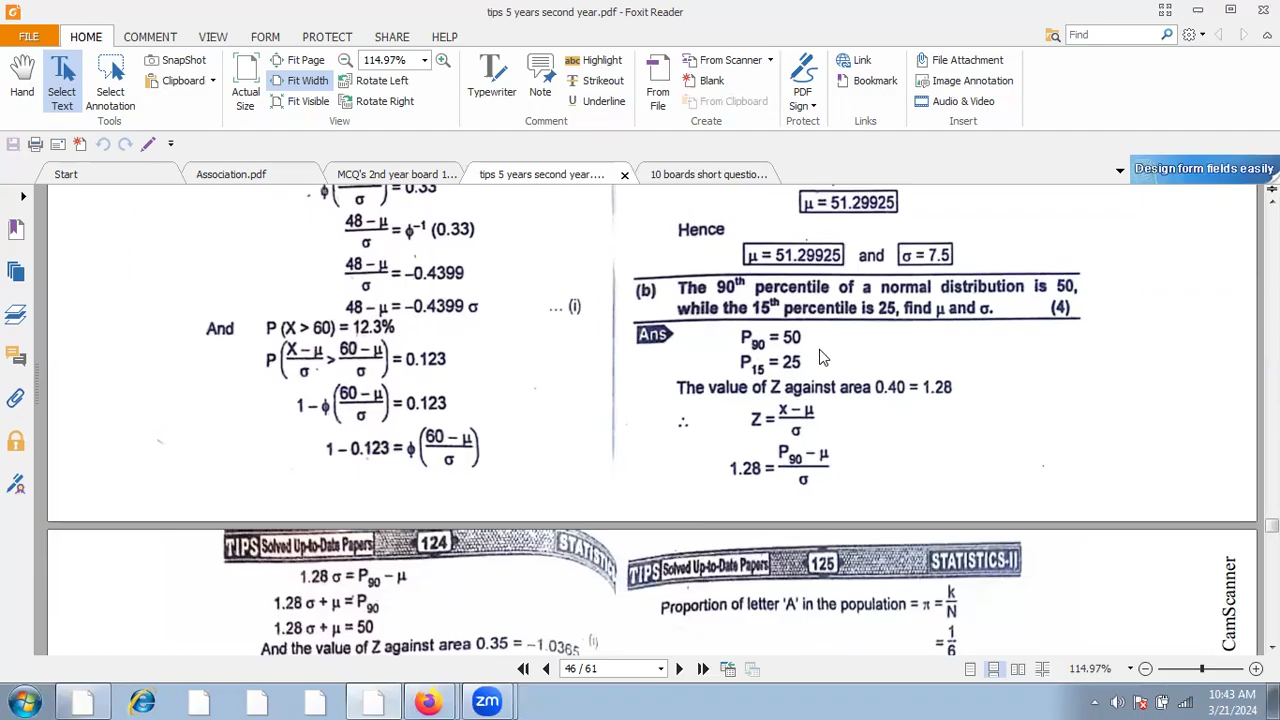 tips 5 years second year.pdf - Foxit Reader
FILE HOME COMMENT VIEW FORM PROTECT SHARE HELP
Find
Hand
Select Text
Select Annotation
SnapShot
Clipboard
Tools
Actual Size
Fit Page
Fit Width
Fit Visible
114.97%
Rotate Left
Rotate Right
View
Typewriter
Note
Highlight
Strikeout
Underline
Comment
From File
From Scanner
Blank
From Clipboard
Create
PDF Sign
Protect
Link
Bookmark
Links
File Attachment
Image Annotation
Audio & Video
Insert
Start
Association.pdf
MCQ's 2nd year board 1...
tips 5 years second year....
10 boards short questio...
Design form fields easily
ϕ( σ ) = 0.33
(48 – μ)/σ = ϕ⁻¹ (0.33)
(48 – μ)/σ = –0.4399
48 – μ = –0.4399 σ ... (i)
And P (X > 60) = 12.3%
P((X – μ)/σ > (60 – μ)/σ) = 0.123
1 – ϕ((60 – μ)/σ) = 0.123
1 – 0.123 = ϕ((60 – μ)/σ)
μ = 51.29925
Hence
μ = 51.29925 and σ = 7.5
(b) The 90th percentile of a normal distribution is 50,
while the 15th percentile is 25, find μ and σ. (4)
Ans P₉₀ = 50
P₁₅ = 25
The value of Z against area 0.40 = 1.28
∴ Z = (x – μ)/σ
1.28 = (P₉₀ – μ)/σ
TIPS Solved Up-to-Date Papers 124 STATISTIC
1.28 σ = P₉₀ – μ
1.28 σ + μ = P₉₀
1.28 σ + μ = 50
And the value of Z against area 0.35 = –1.0365 (i)
TIPS Solved Up-to-Date Papers 125 STATISTICS-II
Proportion of letter 'A' in the population = π = k/N
= 1/6
CamScanner
46 / 61
114.97%
zm
10:43 AM
3/21/2024